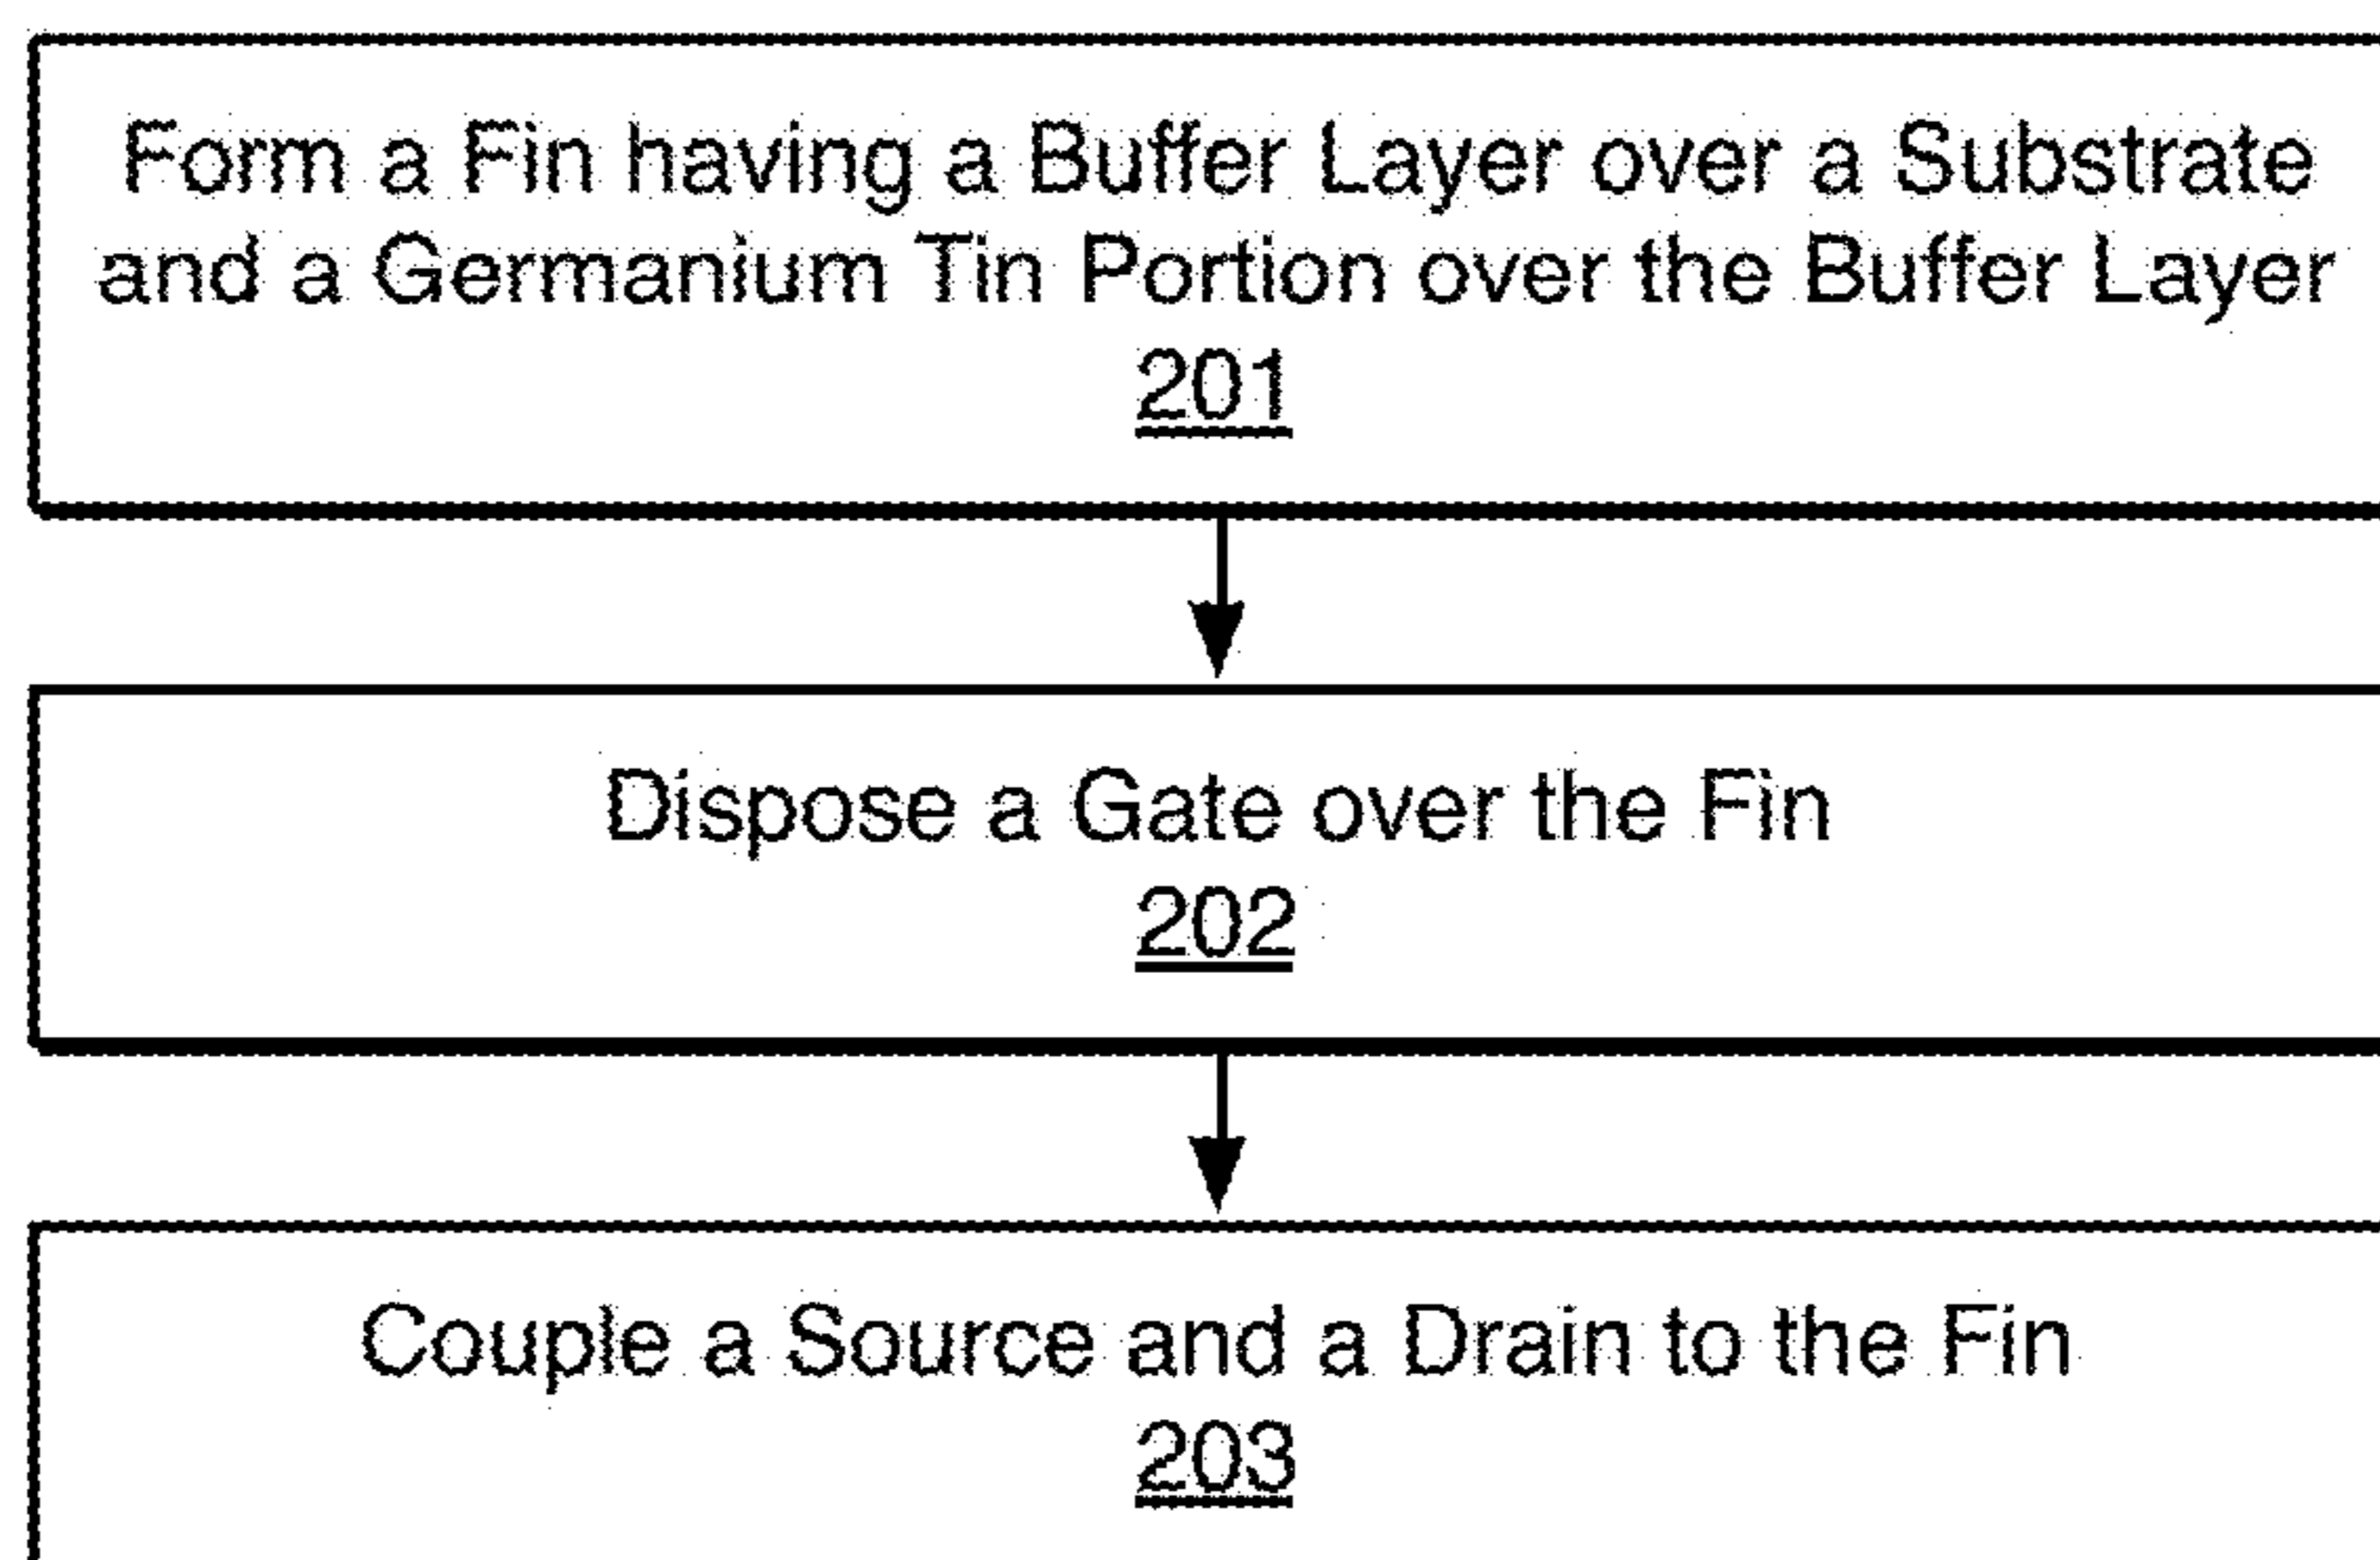 Form a Fin having a Buffer Layer over a Substrate
and a Germanium Tin Portion over the Buffer Layer
201
Dispose a Gate over the Fin
202
Couple a Source and a Drain to the Fin
203